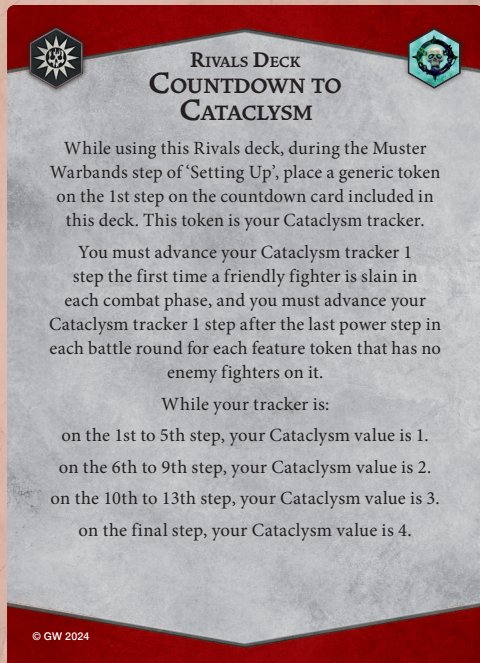 Rivals Deck
Countdown to
Cataclysm
While using this Rivals deck, during the Muster
Warbands step of ‘Setting Up’, place a generic token
on the 1st step on the countdown card included in
this deck. This token is your Cataclysm tracker.
You must advance your Cataclysm tracker 1
step the first time a friendly fighter is slain in
each combat phase, and you must advance your
Cataclysm tracker 1 step after the last power step in
each battle round for each feature token that has no
enemy fighters on it.
While your tracker is:
on the 1st to 5th step, your Cataclysm value is 1.
on the 6th to 9th step, your Cataclysm value is 2.
on the 10th to 13th step, your Cataclysm value is 3.
on the final step, your Cataclysm value is 4.
© GW 2024